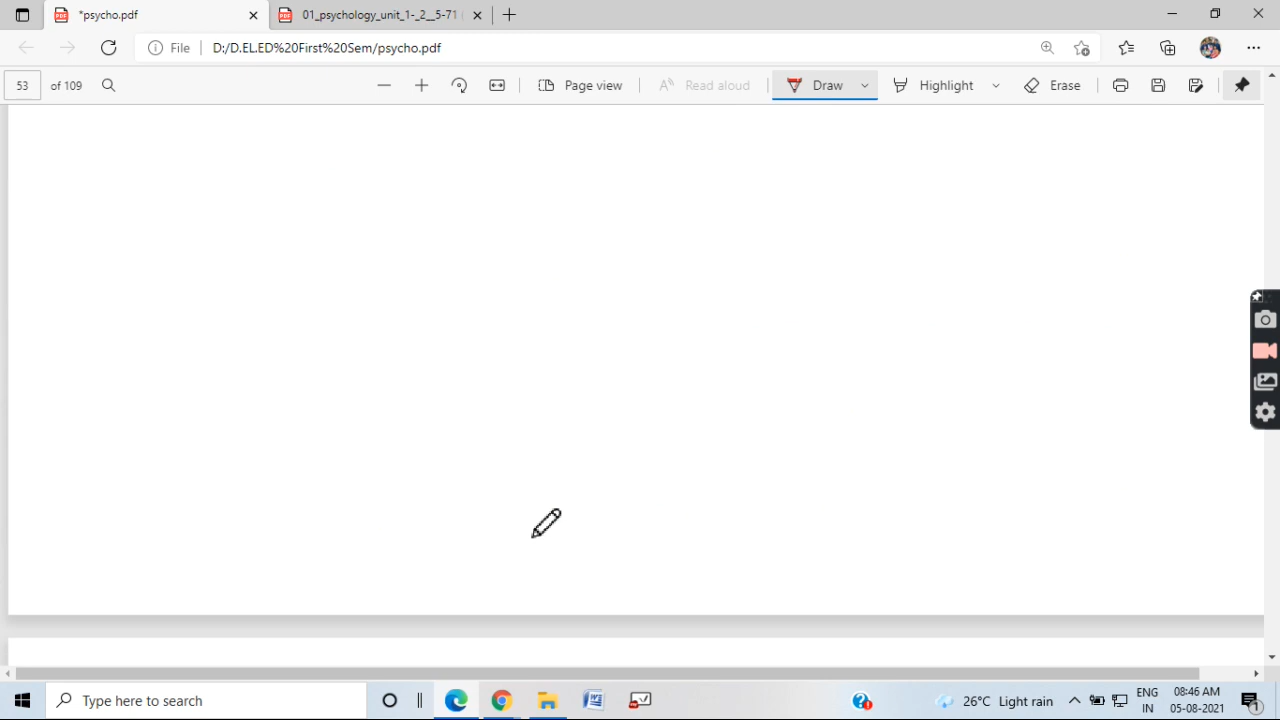 *psycho.pdf
01_psychology_unit_1-_2__5-71
File D:/D.EL.ED%20First%20Sem/psycho.pdf
53 of 109 Page view Read aloud Draw Highlight Erase
Type here to search
26°C Light rain
ENG
IN
08:46 AM
05-08-2021